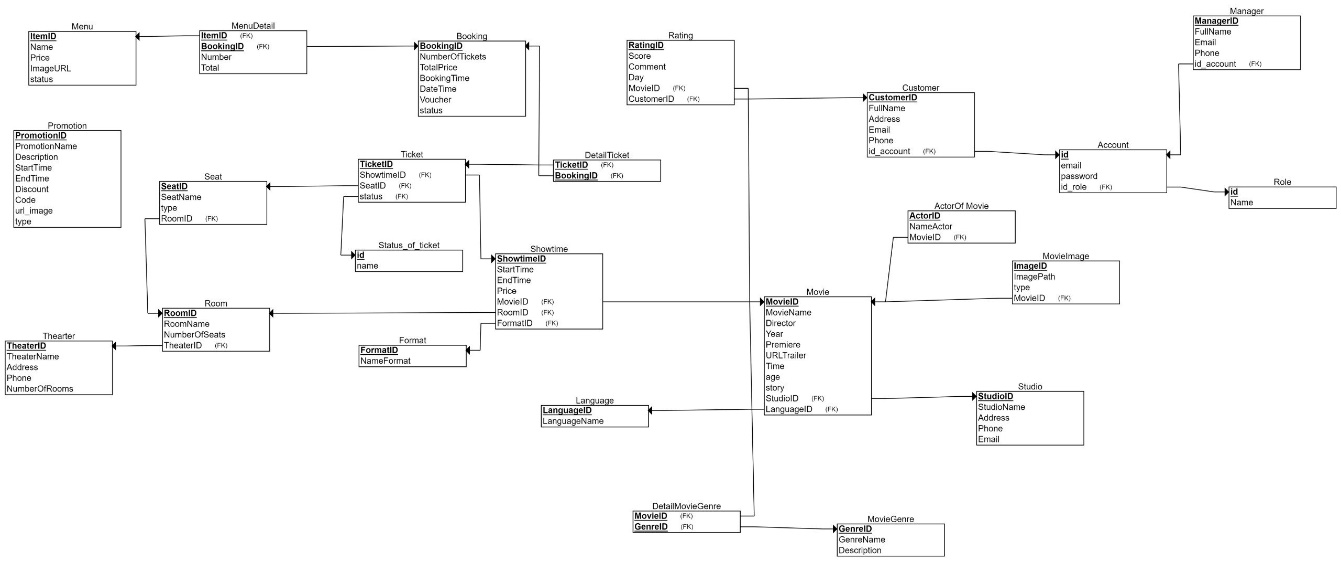 Menu
ItemID
Name
Price
ImageURL
status
MenuDetail
ItemID (FK)
BookingID (FK)
Number
Total
Booking
BookingID
NumberOfTickets
TotalPrice
BookingTime
DateTime
Voucher
status
Rating
RatingID
Score
Comment
Day
MovieID (FK)
CustomerID (FK)
Manager
ManagerID
FullName
Email
Phone
id_account (FK)
Customer
CustomerID
FullName
Address
Email
Phone
id_account (FK)
Promotion
PromotionID
PromotionName
Description
StartTime
EndTime
Discount
Code
url_image
type
Account
id
email
password
id_role (FK)
Role
id
Name
Ticket
TicketID
ShowtimeID (FK)
SeatID (FK)
status (FK)
DetailTicket
TicketID (FK)
BookingID (FK)
Seat
SeatID
SeatName
type
RoomID (FK)
ActorOf Movie
ActorID
NameActor
MovieID (FK)
Status_of_ticket
id
name
Showtime
ShowtimeID
StartTime
EndTime
Price
MovieID (FK)
RoomID (FK)
FormatID (FK)
MovieImage
ImageID
ImagePath
type
MovieID (FK)
Room
RoomID
RoomName
NumberOfSeats
TheaterID (FK)
Movie
MovieID
MovieName
Director
Year
Premiere
URLTrailer
Time
age
story
StudioID (FK)
LanguageID (FK)
Thearter
TheaterID
TheaterName
Address
Phone
NumberOfRooms
Format
FormatID
NameFormat
Language
LanguageID
LanguageName
Studio
StudioID
StudioName
Address
Phone
Email
DetailMovieGenre
MovieID (FK)
GenreID (FK)
MovieGenre
GenreID
GenreName
Description